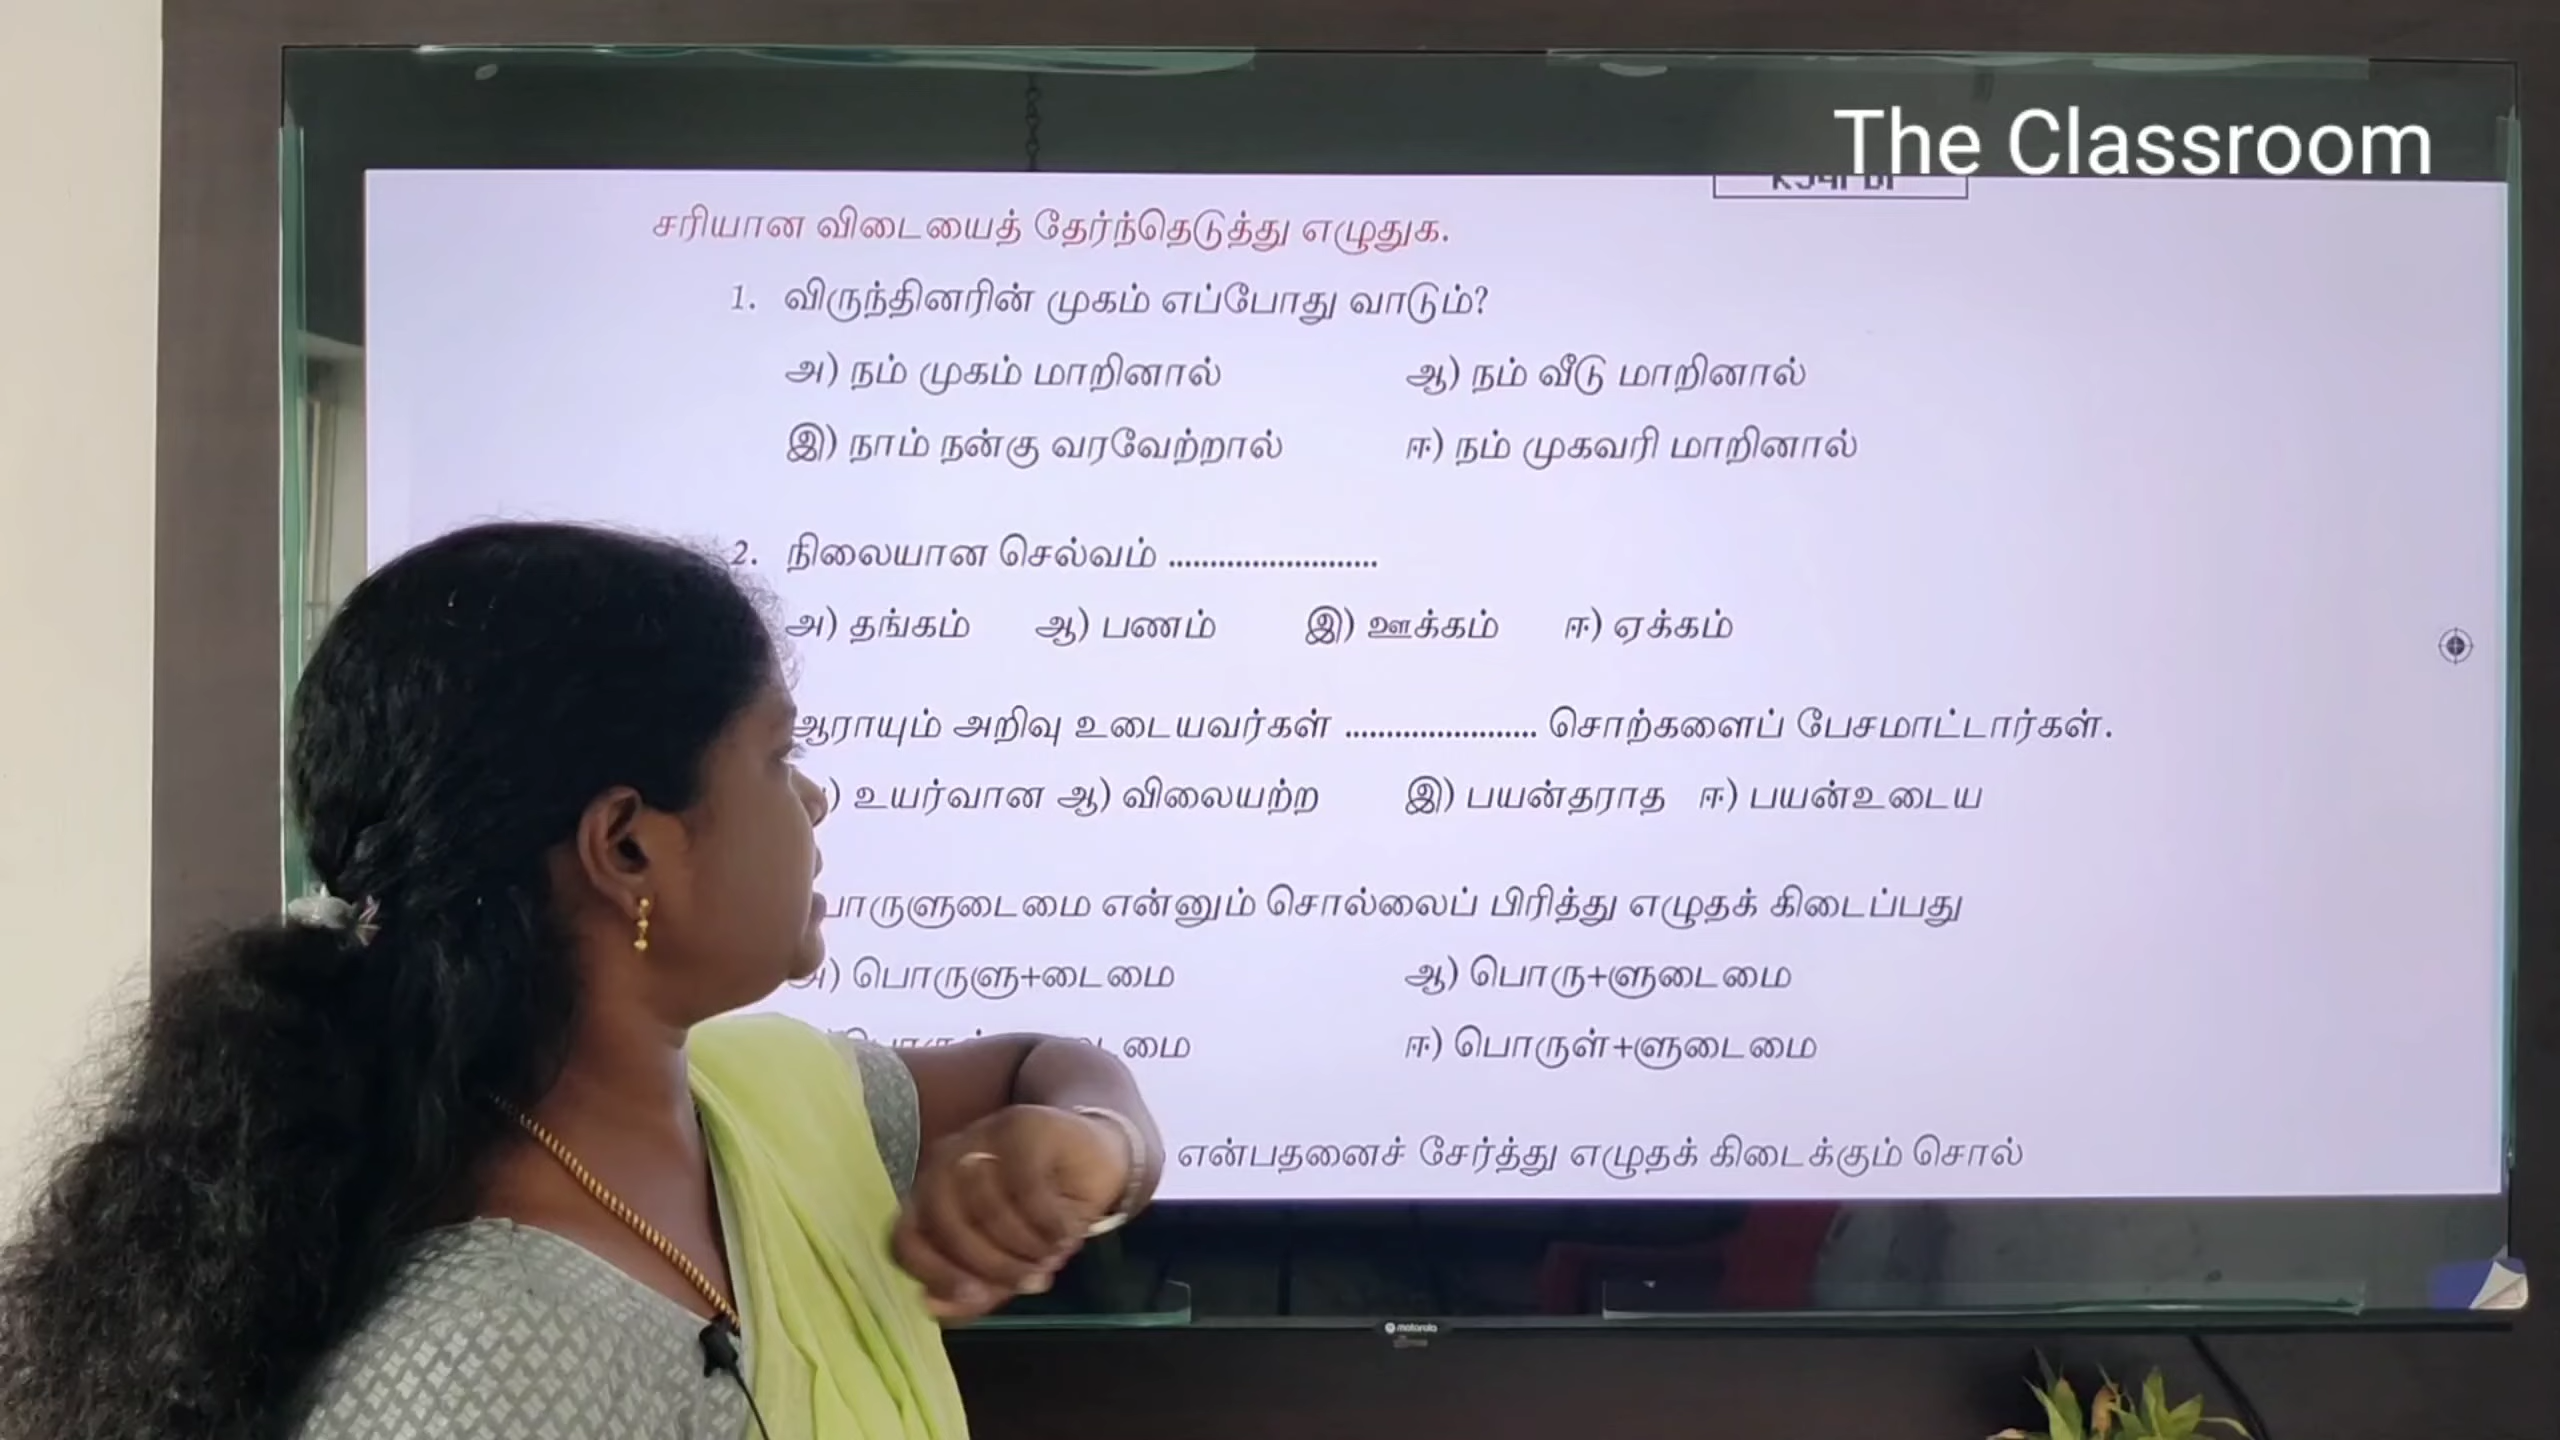 The Classroom
சரியான விடையைத் தேர்ந்தெடுத்து எழுதுக.
1. விருந்தினரின் முகம் எப்போது வாடும்?
அ) நம் முகம் மாறினால் ஆ) நம் வீடு மாறினால்
இ) நாம் நன்கு வரவேற்றால் ஈ) நம் முகவரி மாறினால்
2. நிலையான செல்வம் .........................
அ) தங்கம் ஆ) பணம் இ) ஊக்கம் ஈ) ஏக்கம்
ஆராயும் அறிவு உடையவர்கள் ....................... சொற்களைப் பேசமாட்டார்கள்.
) உயர்வான ஆ) விலையற்ற இ) பயன்தராத ஈ) பயன்உடைய
என்னும் சொல்லைப் பிரித்து எழுதக் கிடைப்பது
அ) பொருளு+டைமை ஆ) பொரு+ளுடைமை
ஈ) பொருள்+ளுடைமை
என்பதனைச் சேர்த்து எழுதக் கிடைக்கும் சொல்
motorola